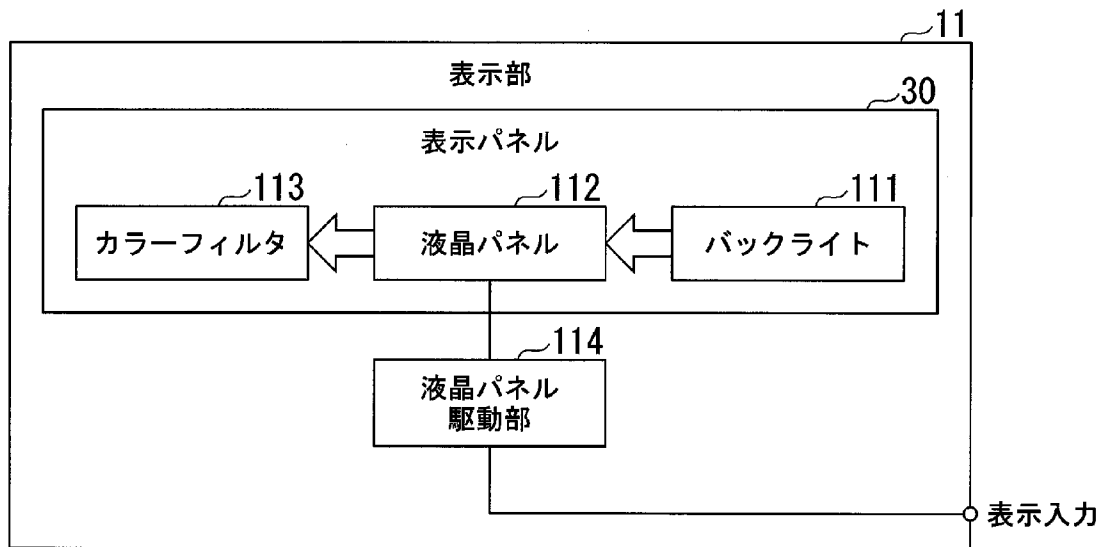 11
表示部
30
表示パネル
113
112
111
カラーフィルタ
液晶パネル
バックライト
114
液晶パネル
駆動部
表示入力